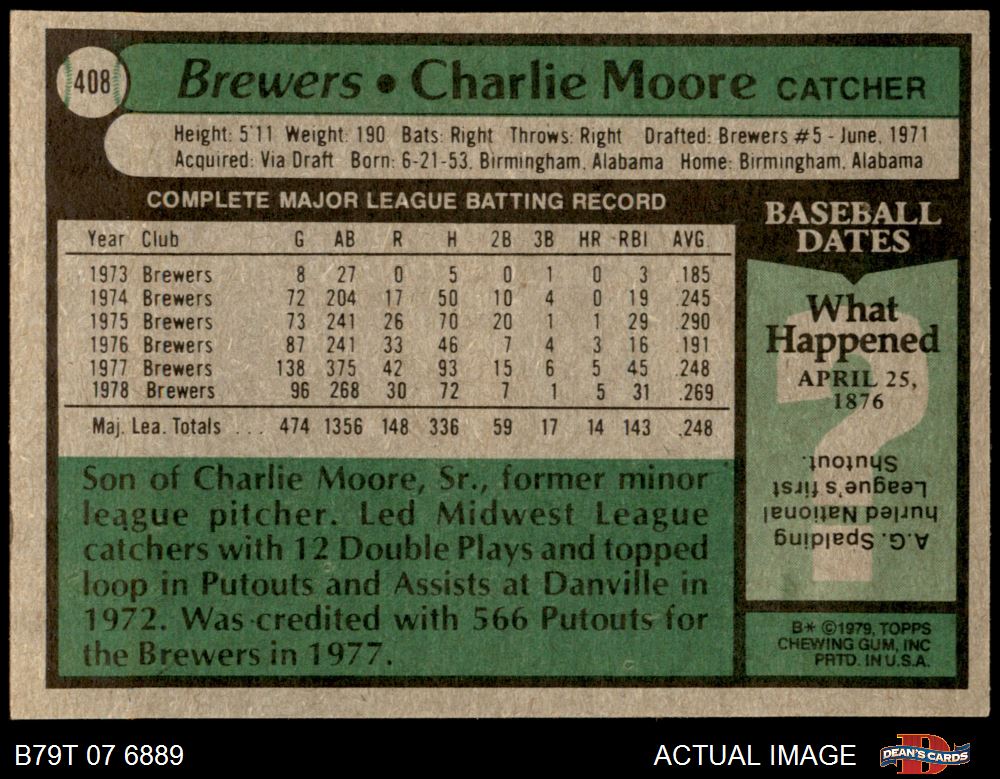 408
Brewers • Charlie Moore CATCHER
Height: 5'11 Weight: 190 Bats: Right Throws: Right Drafted: Brewers #5 - June, 1971
Acquired: Via Draft Born: 6-21-53, Birmingham, Alabama Home: Birmingham, Alabama
COMPLETE MAJOR LEAGUE BATTING RECORD
Year Club G AB R H 2B 3B HR RBI AVG.
1973 Brewers 8 27 0 5 0 1 0 3 .185
1974 Brewers 72 204 17 50 10 4 0 19 .245
1975 Brewers 73 241 26 70 20 1 1 29 .290
1976 Brewers 87 241 33 46 7 4 3 16 .191
1977 Brewers 138 375 42 93 15 6 5 45 .248
1978 Brewers 96 268 30 72 7 1 5 31 .269
Maj. Lea. Totals ... 474 1356 148 336 59 17 14 143 .248
Son of Charlie Moore, Sr., former minor
league pitcher. Led Midwest League
catchers with 12 Double Plays and topped
loop in Putouts and Assists at Danville in
1972. Was credited with 566 Putouts for
the Brewers in 1977.
BASEBALL
DATES
What
Happened
APRIL 25,
1876
A.G. Spalding
hurled National
League's first
Shutout.
B* ©1979, TOPPS
CHEWING GUM, INC
PRTD. IN U.S.A.
B79T 07 6889
ACTUAL IMAGE
DEAN'S CARDS